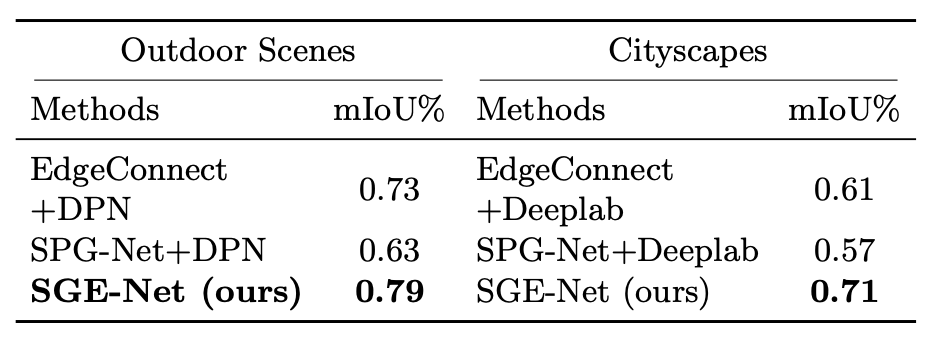 Outdoor Scenes Cityscapes
Methods mIoU% Methods mIoU%
EdgeConnect +DPN 0.73 EdgeConnect +Deeplab 0.61
SPG-Net+DPN 0.63 SPG-Net+Deeplab 0.57
SGE-Net (ours) 0.79 SGE-Net (ours) 0.71